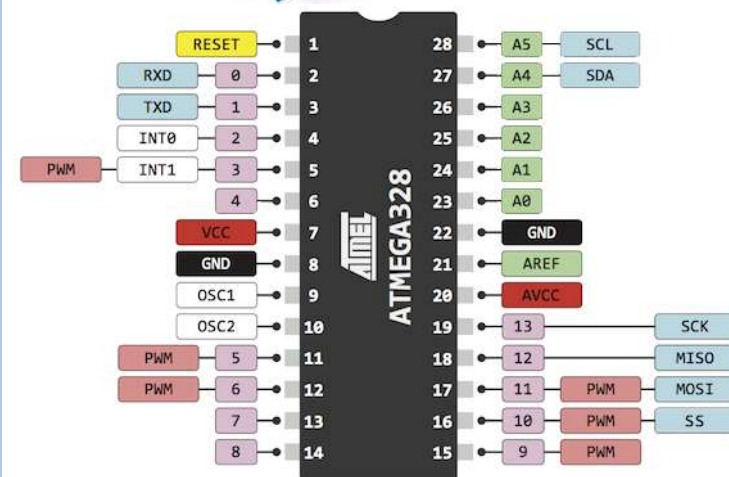 RESET 1 28 A5 SCL
RXD 0 2 27 A4 SDA
TXD 1 3 26 A3
INT0 2 4 25 A2
PWM INT1 3 5 24 A1
4 6 23 A0
VCC 7 22 GND
GND 8 21 AREF
OSC1 9 20 AVCC
OSC2 10 19 13 SCK
PWM 5 11 18 12 MISO
PWM 6 12 17 11 PWM MOSI
7 13 16 10 PWM SS
8 14 15 9 PWM
ATMEL
ATMEGA328